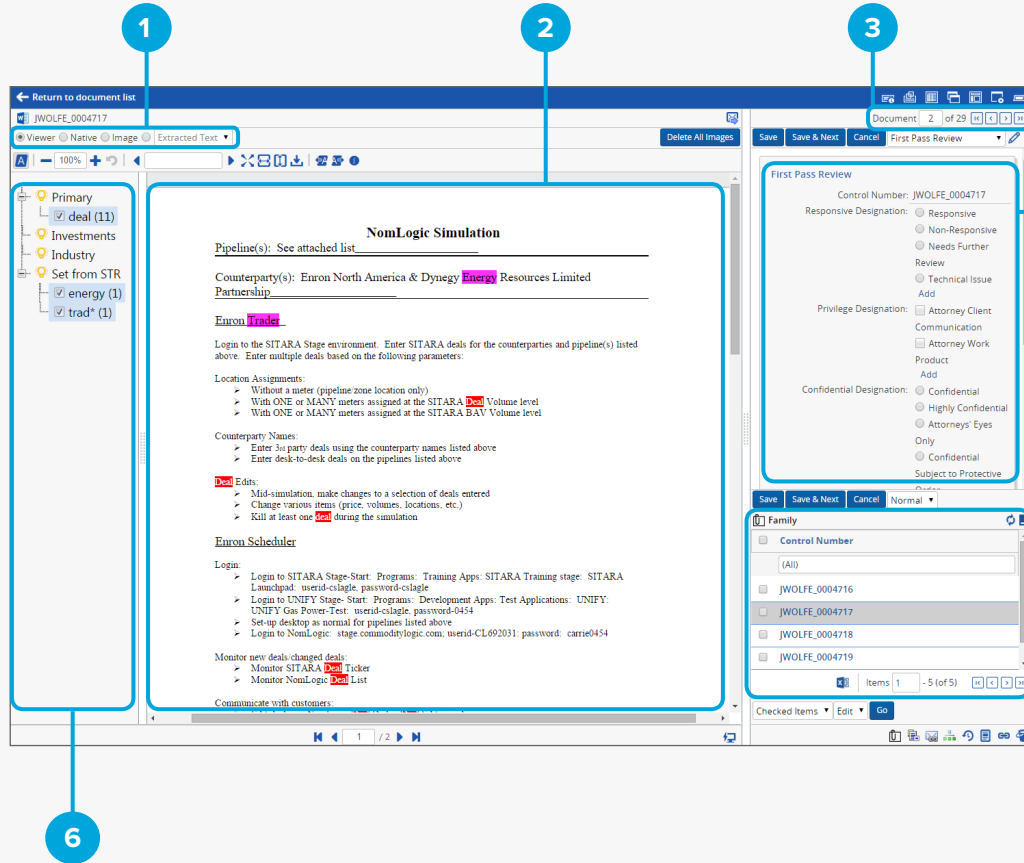 1
2
3
Return to document list
JWOLFE_0004717
Document 2 of 29
Viewer Native Image Extracted Text
Delete All Images
Save Save & Next Cancel First Pass Review
A 100%
Primary
deal (11)
Investments
Industry
Set from STR
energy (1)
trad* (1)
NomLogic Simulation
Pipeline(s): See attached list____________________
Counterparty(s): Enron North America & Dynegy Energy Resources Limited
Partnership____________________
Enron Trader_
Login to the SITARA Stage environment. Enter SITARA deals for the counterparties and pipeline(s) listed
above. Enter multiple deals based on the following parameters:
Location Assignments:
➢ Without a meter (pipeline/zone location only)
➢ With ONE or MANY meters assigned at the SITARA Deal Volume level
➢ With ONE or MANY meters assigned at the SITARA BAV Volume level
Counterparty Names:
➢ Enter 3rd party deals using the counterparty names listed above
➢ Enter desk-to-desk deals on the pipelines listed above
Deal Edits:
➢ Mid-simulation, make changes to a selection of deals entered
➢ Change various items (price, volumes, locations, etc.)
➢ Kill at least one deal during the simulation
Enron Scheduler
Login:
➢ Login to SITARA Stage-Start: Programs: Training Apps: SITARA Training stage: SITARA
Launchpad: userid-cslagle, password-cslagle
➢ Login to UNIFY Stage- Start: Programs: Development Apps: Test Applications: UNIFY:
UNIFY Gas Power-Test: userid-cslagle, password-0454
➢ Set-up desktop as normal for pipelines listed above
➢ Login to NomLogic: stage.commoditylogic.com; userid-CL692031: password: carrie0454
Monitor new deals/changed deals:
➢ Monitor SITARA Deal Ticker
➢ Monitor NomLogic Deal List
Communicate with customers:
1 / 2
First Pass Review
Control Number: JWOLFE_0004717
Responsive Designation: Responsive
Non-Responsive
Needs Further
Review
Technical Issue
Add
Privilege Designation: Attorney Client
Communication
Attorney Work
Product
Add
Confidential Designation: Confidential
Highly Confidential
Attorneys' Eyes
Only
Confidential
Subject to Protective
Order
Save Save & Next Cancel Normal
Family
Control Number
(All)
JWOLFE_0004716
JWOLFE_0004717
JWOLFE_0004718
JWOLFE_0004719
Items 1 - 5 (of 5)
Checked Items Edit Go
6